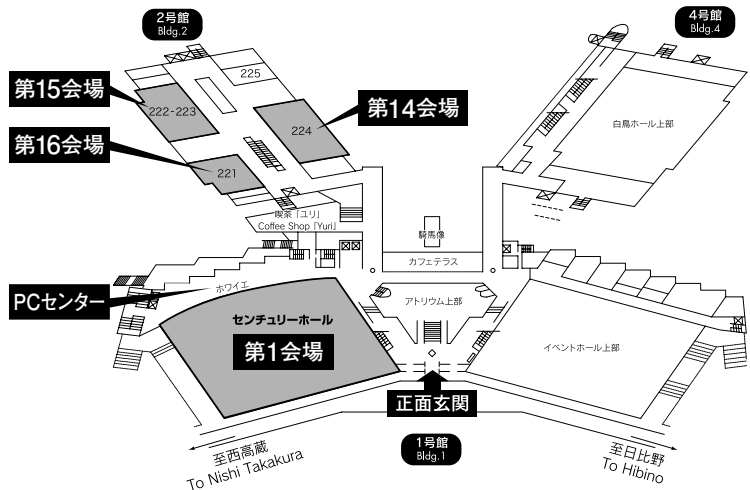 2号館
Bldg.2
4号館
Bldg.4
225
第15会場
222-223
第14会場
224
白鳥ホール上部
第16会場
221
喫茶「ユリ」
Coffee Shop「Yuri」
騎馬像
カフェテラス
ホワイエ
PCセンター
アトリウム上部
センチュリーホール
第1会場
イベントホール上部
正面玄関
1号館
Bldg.1
至西高蔵
To Nishi Takakura
至日比野
To Hibino